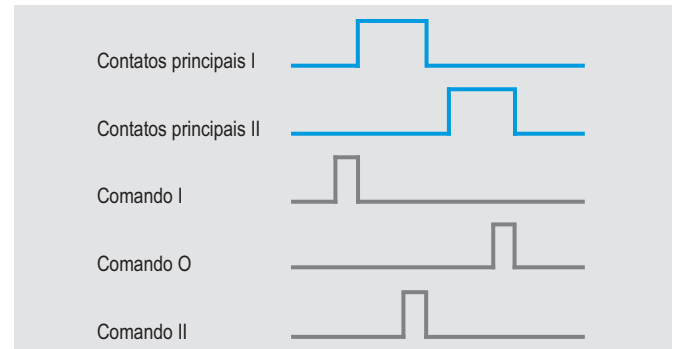 Contatos principais I
Contatos principais II
Comando I
Comando O
Comando II